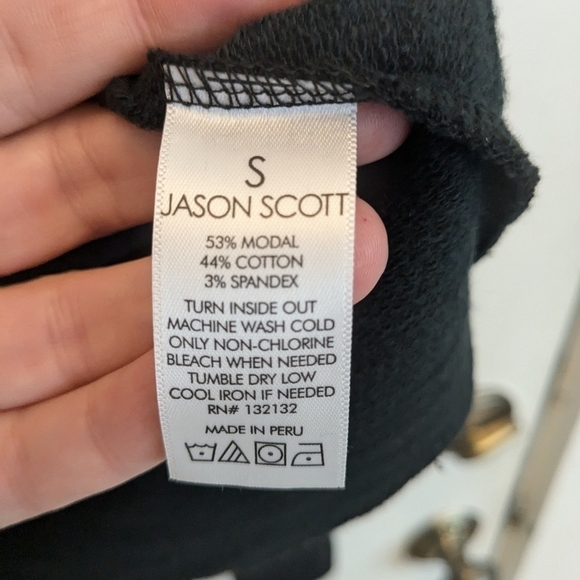 S
JASON SCOTT
53% MODAL
44% COTTON
3% SPANDEX
TURN INSIDE OUT
MACHINE WASH COLD
ONLY NON-CHLORINE
BLEACH WHEN NEEDED
TUMBLE DRY LOW
COOL IRON IF NEEDED
RN# 132132
MADE IN PERU